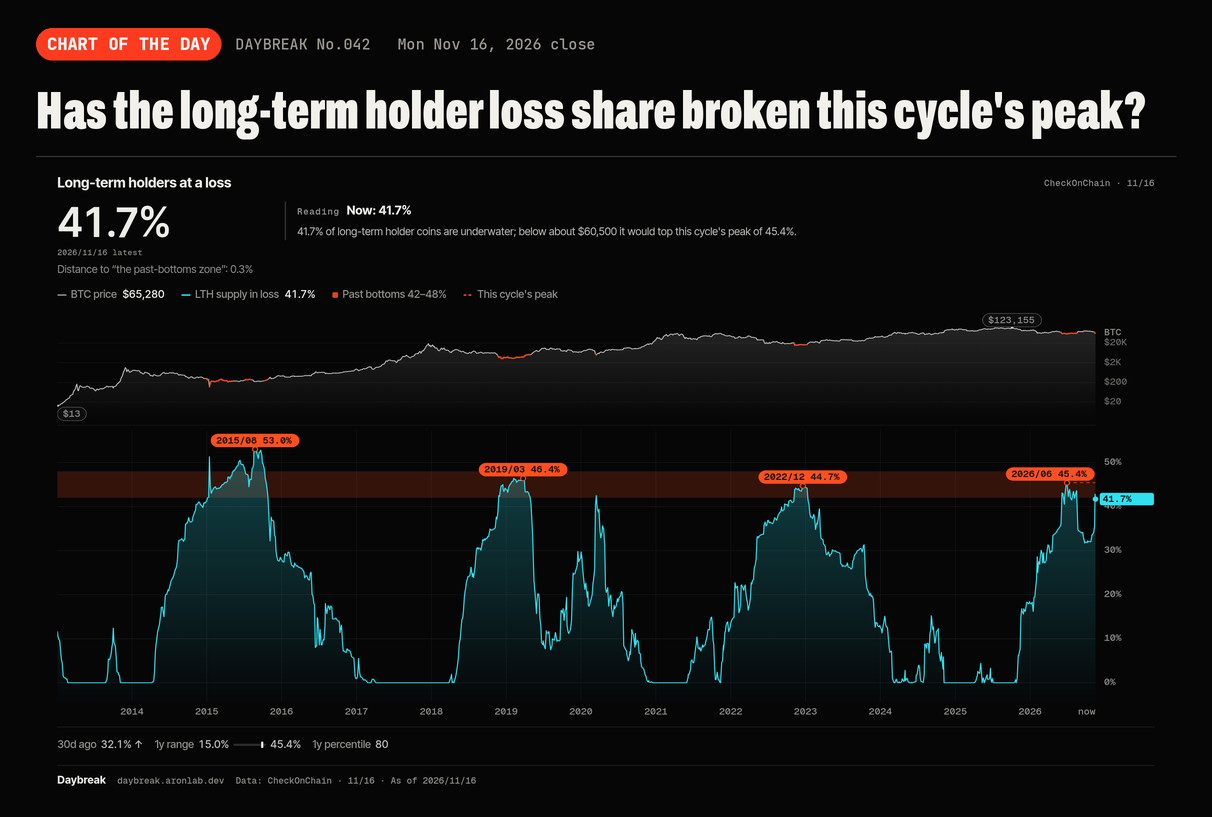 CHART OF THE DAY DAYBREAK No.042 Mon Nov 16, 2026 close
Has the long-term holder loss share broken this cycle's peak?
Long-term holders at a loss
CheckOnChain · 11/16
41.7%
Reading Now: 41.7%
41.7% of long-term holder coins are underwater; below about $60,500 it would top this cycle's peak of 45.4%.
2026/11/16 latest
Distance to “the past-bottoms zone”: 0.3%
BTC price $65,280 LTH supply in loss 41.7% Past bottoms 42–48% This cycle's peak
$123,155
BTC
$20K
$2K
$200
$20
$13
2015/08 53.0%
2019/03 46.4%
2022/12 44.7%
2026/06 45.4%
50%
41.7%
40%
30%
20%
10%
0%
2014 2015 2016 2017 2018 2019 2020 2021 2022 2023 2024 2025 2026 now
30d ago 32.1% ↑ 1y range 15.0% 45.4% 1y percentile 80
Daybreak daybreak.aronlab.dev Data: CheckOnChain · 11/16 · As of 2026/11/16